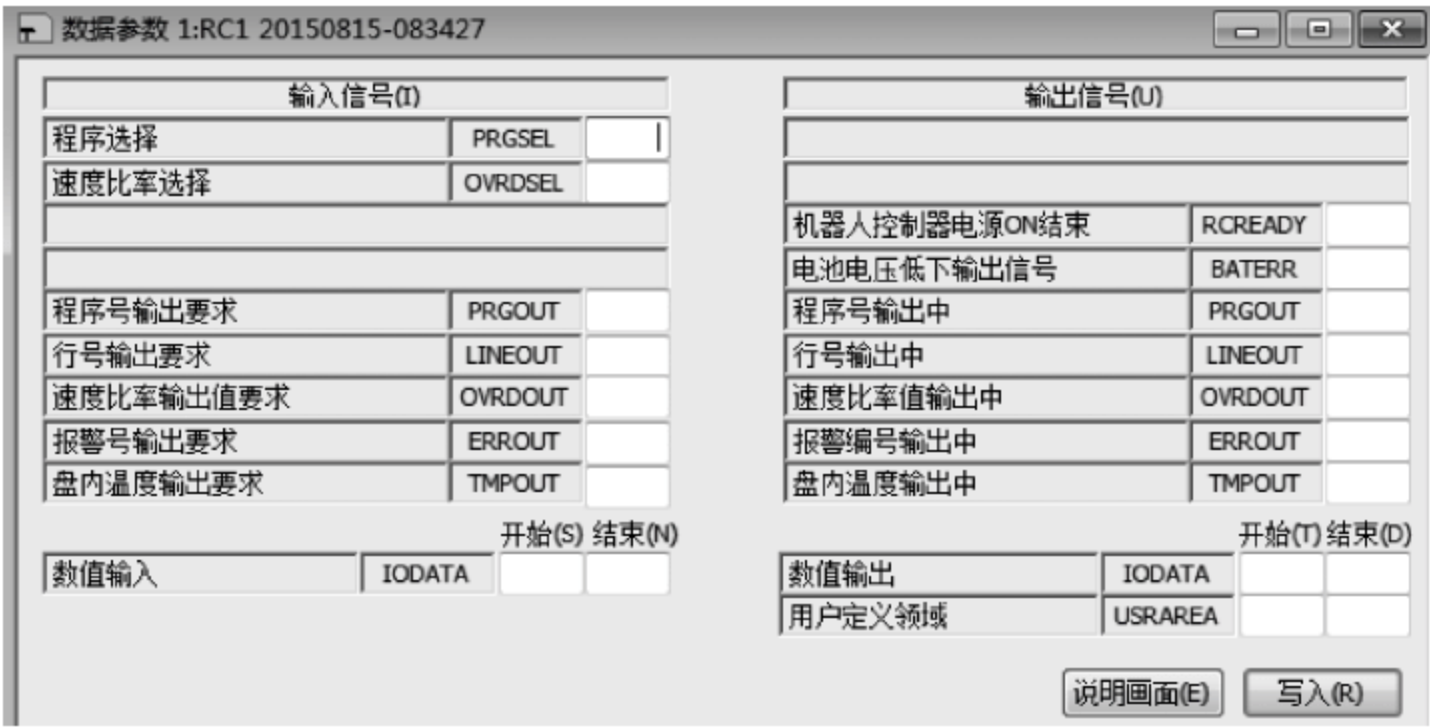 数据参数 1:RC1 20150815-083427
输入信号(I) 输出信号(U)
程序选择 PRGSEL
速度比率选择 OVRDSEL
机器人控制器电源ON结束 RCREADY
电池电压低下输出信号 BATERR
程序号输出要求 PRGOUT 程序号输出中 PRGOUT
行号输出要求 LINEOUT 行号输出中 LINEOUT
速度比率输出值要求 OVRDOUT 速度比率值输出中 OVRDOUT
报警号输出要求 ERROUT 报警编号输出中 ERROUT
盘内温度输出要求 TMPOUT 盘内温度输出中 TMPOUT
开始(S) 结束(N) 开始(T) 结束(D)
数值输入 IODATA 数值输出 IODATA
用户定义领域 USRAREA
说明画面(E) 写入(R)